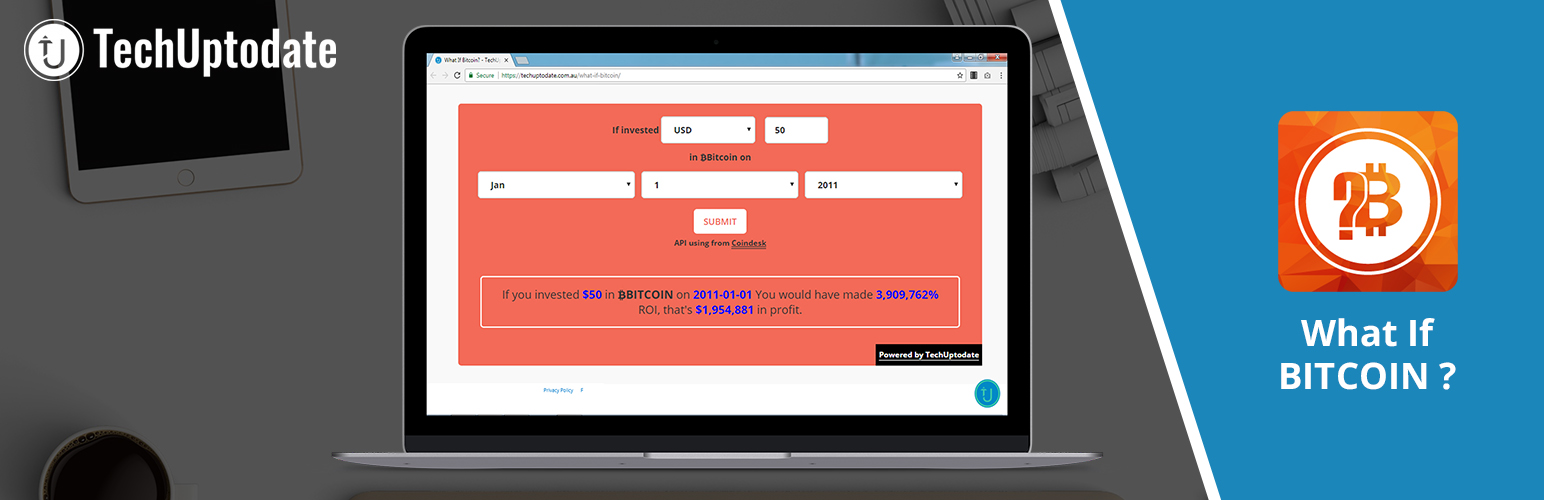 TechUptodate
What If Bitcoin? - TechU
Secure
https://techuptodate.com.au/what-if-bitcoin/
If invested USD 50
in ₿Bitcoin on
Jan 1 2011
SUBMIT
API using from Coindesk
If you invested $50 in ₿BITCOIN on 2011-01-01 You would have made 3,909,762%
ROI, that's $1,954,881 in profit.
Powered by TechUptodate
Privacy Policy F
What If
BITCOIN ?